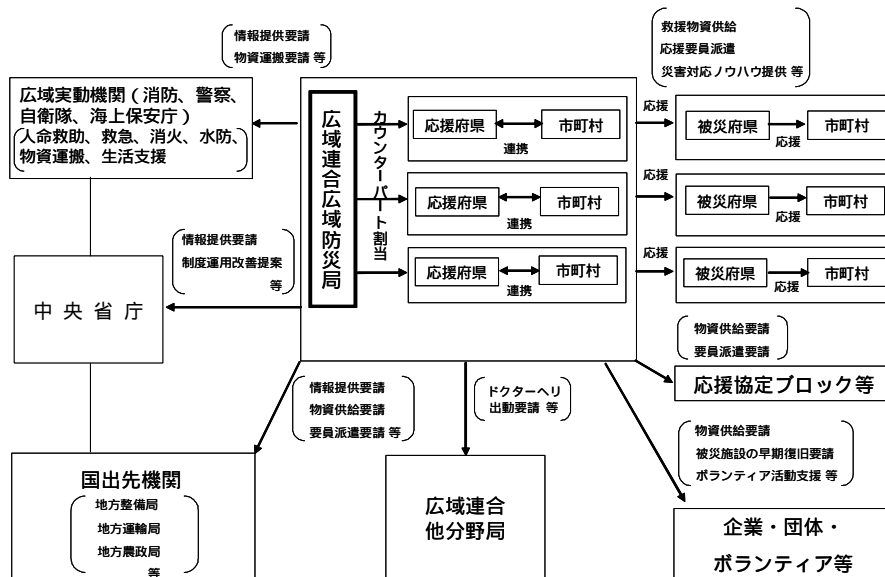 情報提供要請
物資運搬要請 等
救援物資供給
応援要員派遣
災害対応ノウハウ提供 等
広域実動機関(消防、警察、
自衛隊、海上保安庁)
人命救助、救急、消火、水防、
物資運搬、生活支援
広域連合広域防災局
カウンターパート割当
応援府県
市町村
連携
応援
被災府県
市町村
応援
応援府県
市町村
連携
応援
被災府県
市町村
応援
応援府県
市町村
連携
応援
被災府県
市町村
応援
情報提供要請
制度運用改善提案
等
中央省庁
物資供給要請
要員派遣要請
応援協定ブロック等
情報提供要請
物資供給要請
要員派遣要請 等
ドクターヘリ
出動要請 等
物資供給要請
被災施設の早期復旧要請
ボランティア活動支援 等
国出先機関
地方整備局
地方運輸局
地方農政局
等
広域連合
他分野局
企業・団体・
ボランティア等